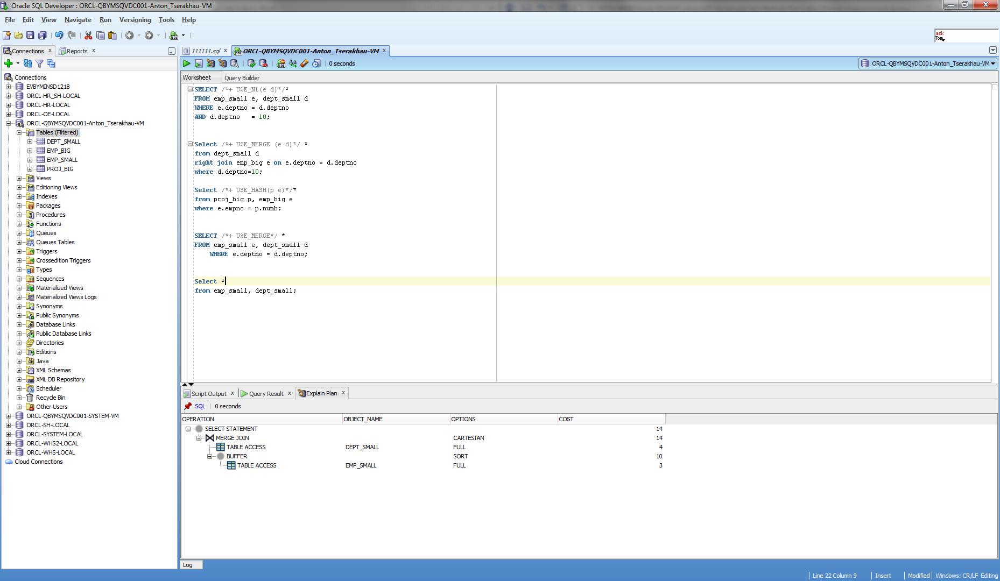 Oracle SQL Developer : ORCL-QBYMSQVDC001-Anton_Tserakhau-VM
File Edit View Navigate Run Versioning Tools Help
ask
Tom
Connections x Reports x
111111.sql x ORCL-QBYMSQVDC001-Anton_Tserakhau-VM x
0 seconds
ORCL-QBYMSQVDC001-Anton_Tserakhau-VM
Worksheet Query Builder
Connections
EVBYMINSD1218
ORCL-HR_SH-LOCAL
ORCL-HR-LOCAL
ORCL-OE-LOCAL
ORCL-QBYMSQVDC001-Anton_Tserakhau-VM
Tables (Filtered)
DEPT_SMALL
EMP_BIG
EMP_SMALL
PROJ_BIG
Views
Editioning Views
Indexes
Packages
Procedures
Functions
Queues
Queues Tables
Triggers
Crossedition Triggers
Types
Sequences
Materialized Views
Materialized Views Logs
Synonyms
Public Synonyms
Database Links
Public Database Links
Directories
Editions
Java
XML Schemas
XML DB Repository
Scheduler
Recycle Bin
Other Users
ORCL-QBYMSQVDC001-SYSTEM-VM
ORCL-SH-LOCAL
ORCL-SYSTEM-LOCAL
ORCL-WHS2-LOCAL
ORCL-WHS-LOCAL
Cloud Connections
SELECT /*+ USE_NL(e d)*/*
FROM emp_small e, dept_small d
WHERE e.deptno = d.deptno
AND d.deptno   = 10;
Select /*+ USE_MERGE (e d)*/ *
from dept_small d
right join emp_big e on e.deptno = d.deptno
where d.deptno=10;
Select /*+ USE_HASH(p e)*/*
from proj_big p, emp_big e
where e.empno = p.numb;
SELECT /*+ USE_MERGE*/ *
FROM emp_small e, dept_small d
WHERE e.deptno = d.deptno;
Select *
from emp_small, dept_small;
Script Output x Query Result x Explain Plan x
SQL 0 seconds
OPERATION OBJECT_NAME OPTIONS COST
SELECT STATEMENT 14
MERGE JOIN CARTESIAN 14
TABLE ACCESS DEPT_SMALL FULL 4
BUFFER SORT 10
TABLE ACCESS EMP_SMALL FULL 3
Log
Line 22 Column 9 Insert Modified Windows: CR/LF Editing